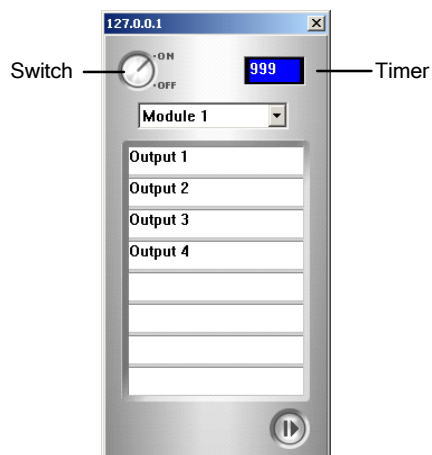 127.0.0.1
ON
Switch
999
Timer
OFF
Module 1
Output 1
Output 2
Output 3
Output 4